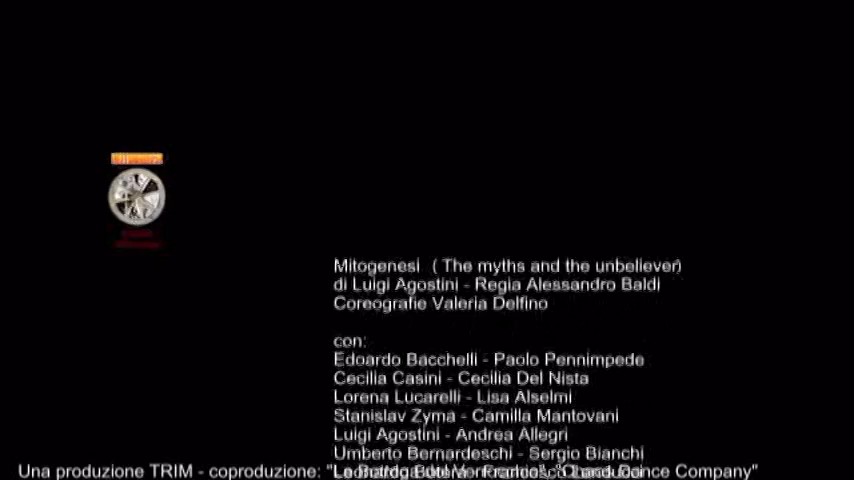 Mitogenesi ( The myths and the unbeliever)
di Luigi Agostini - Regia Alessandro Baldi
Coreografie Valeria Delfino
con:
Edoardo Bacchelli - Paolo Pennimpede
Cecilia Casini - Cecilia Del Nista
Lorena Lucarelli - Lisa Alselmi
Stanislav Zyma - Camilla Mantovani
Luigi Agostini - Andrea Allegri
Umberto Bernardeschi - Sergio Bianchi
Una produzione TRIM - coproduzione: Dance Company"